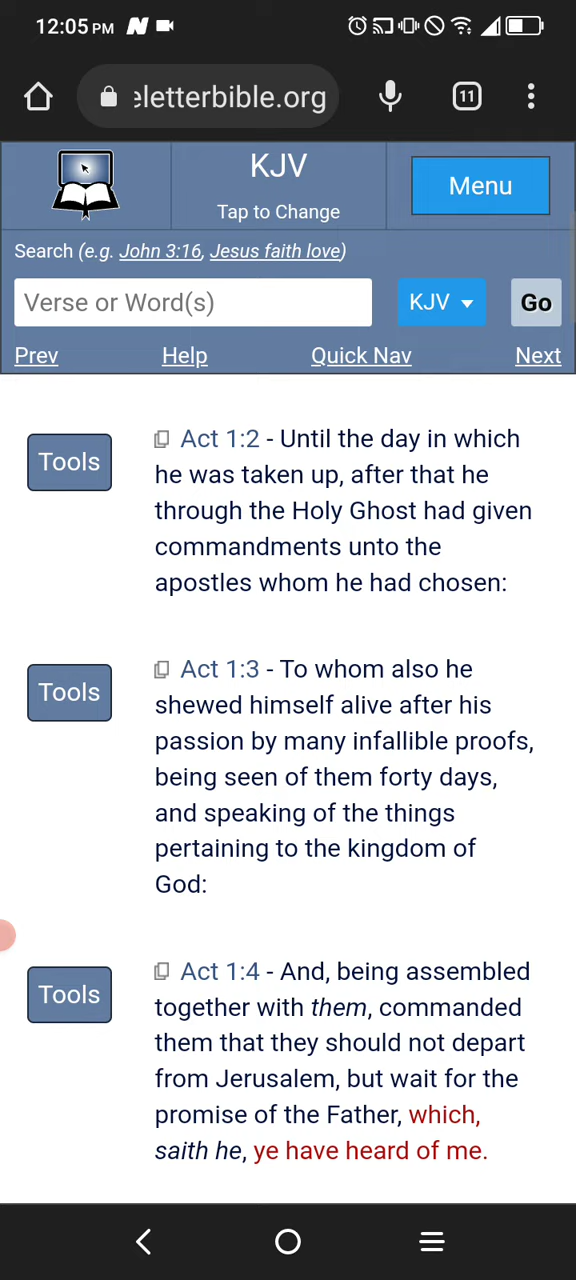 12:05 PM
eletterbible.org
11
KJV
Tap to Change
Menu
Search (e.g. John 3:16, Jesus faith love)
Verse or Word(s)
KJV
Go
Prev
Help
Quick Nav
Next
Tools
Act 1:2 - Until the day in which
he was taken up, after that he
through the Holy Ghost had given
commandments unto the
apostles whom he had chosen:
Tools
Act 1:3 - To whom also he
shewed himself alive after his
passion by many infallible proofs,
being seen of them forty days,
and speaking of the things
pertaining to the kingdom of
God:
Tools
Act 1:4 - And, being assembled
together with them, commanded
them that they should not depart
from Jerusalem, but wait for the
promise of the Father, which,
saith he, ye have heard of me.